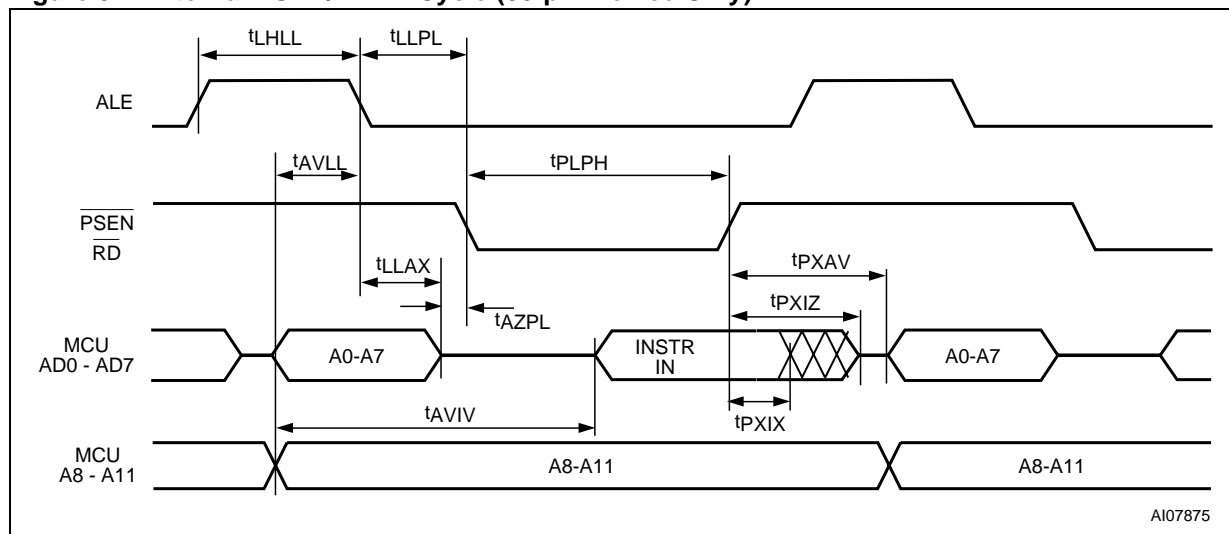 tLHLL
tLLPL
ALE
tAVLL
tPLPH
PSEN
RD
tLLAX
tPXAV
tPXIZ
tAZPL
MCU
AD0 - AD7
A0-A7
INSTR
IN
A0-A7
tAVIV
tPXIX
MCU
A8 - A11
A8-A11
A8-A11
AI07875